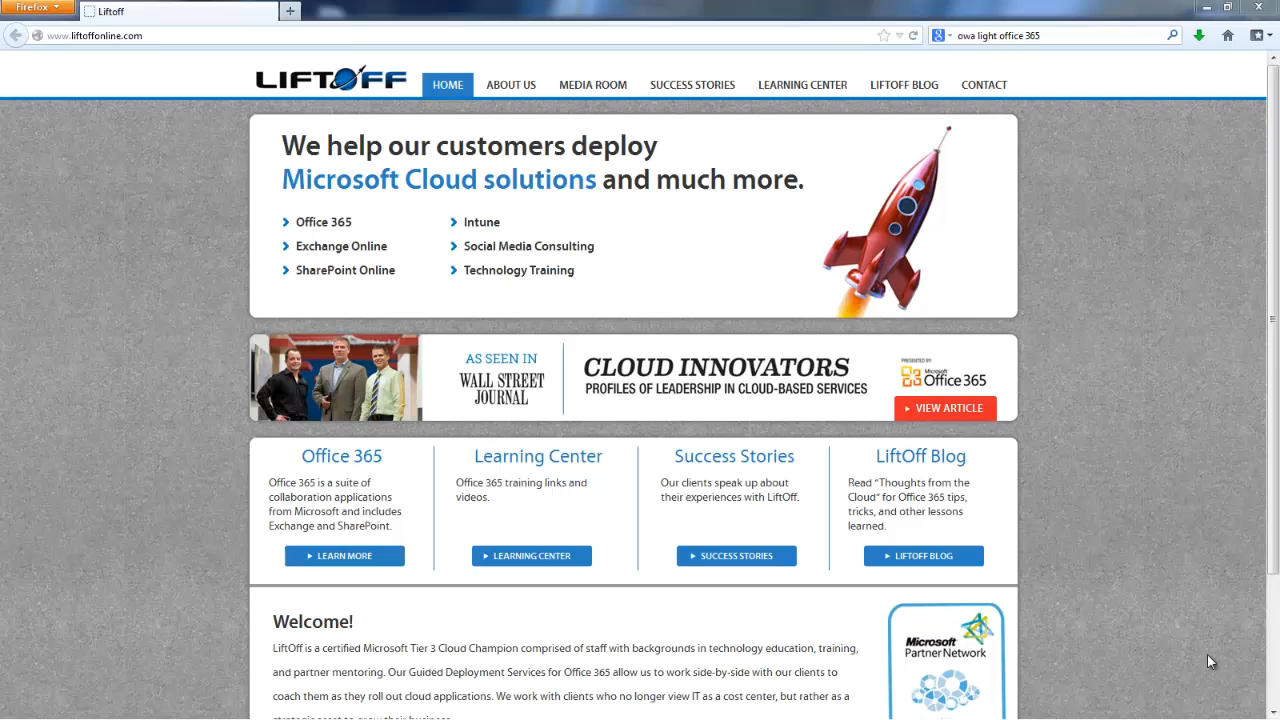 Firefox
Liftoff
www.liftoffonline.com
owa light office 365
LIFTOFF
HOME
ABOUT US
MEDIA ROOM
SUCCESS STORIES
LEARNING CENTER
LIFTOFF BLOG
CONTACT
We help our customers deploy
Microsoft Cloud solutions and much more.
Office 365
Exchange Online
SharePoint Online
Intune
Social Media Consulting
Technology Training
AS SEEN IN
WALL STREET
JOURNAL
CLOUD INNOVATORS
PROFILES OF LEADERSHIP IN CLOUD-BASED SERVICES
PRESENTED BY:
Microsoft
Office 365
VIEW ARTICLE
Office 365
Office 365 is a suite of
collaboration applications
from Microsoft and includes
Exchange and SharePoint.
LEARN MORE
Learning Center
Office 365 training links and
videos.
LEARNING CENTER
Success Stories
Our clients speak up about
their experiences with LiftOff.
SUCCESS STORIES
LiftOff Blog
Read "Thoughts from the
Cloud" for Office 365 tips,
tricks, and other lessons
learned.
LIFTOFF BLOG
Welcome!
LiftOff is a certified Microsoft Tier 3 Cloud Champion comprised of staff with backgrounds in technology education, training,
and partner mentoring. Our Guided Deployment Services for Office 365 allow us to work side-by-side with our clients to
coach them as they roll out cloud applications. We work with clients who no longer view IT as a cost center, but rather as a
Microsoft
Partner Network